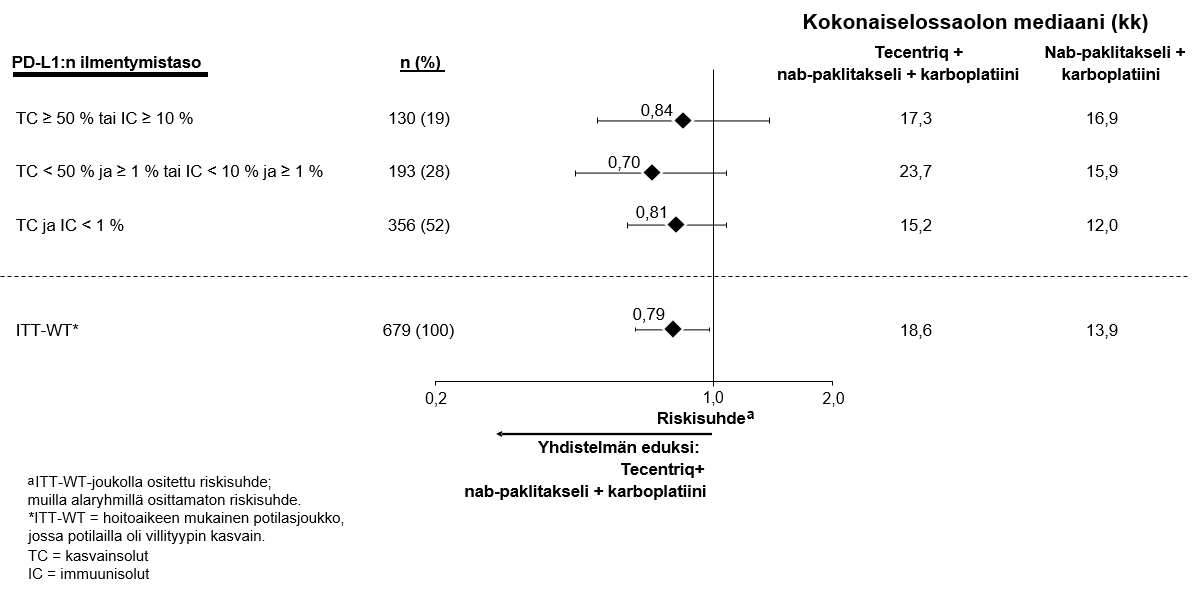 Kokonaiselossaolon mediaani (kk)
PD-L1:n ilmentymistaso n (%) Tecentriq + nab-paklitakseli + karboplatiini Nab-paklitakseli + karboplatiini
TC ≥ 50 % tai IC ≥ 10 % 130 (19) 0,84 17,3 16,9
TC < 50 % ja ≥ 1 % tai IC < 10 % ja ≥ 1 % 193 (28) 0,70 23,7 15,9
TC ja IC < 1 % 356 (52) 0,81 15,2 12,0
ITT-WT* 679 (100) 0,79 18,6 13,9
0,2 1,0 2,0
Riskisuhdeᵃ
Yhdistelmän eduksi:
Tecentriq+
nab-paklitakseli + karboplatiini
ᵃITT-WT-joukolla ositettu riskisuhde;
muilla alaryhmillä osittamaton riskisuhde.
*ITT-WT = hoitoaikeen mukainen potilasjoukko,
jossa potilailla oli villityypin kasvain.
TC = kasvainsolut
IC = immuunisolut